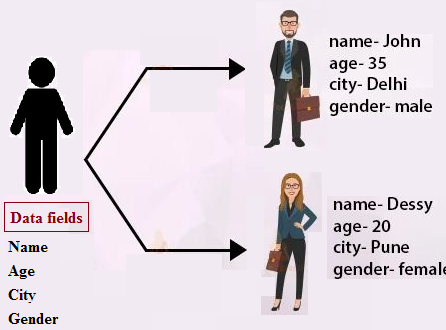 Data fields
Name
Age
City
Gender
name- John
age- 35
city- Delhi
gender- male
name- Dessy
age- 20
city- Pune
gender- female